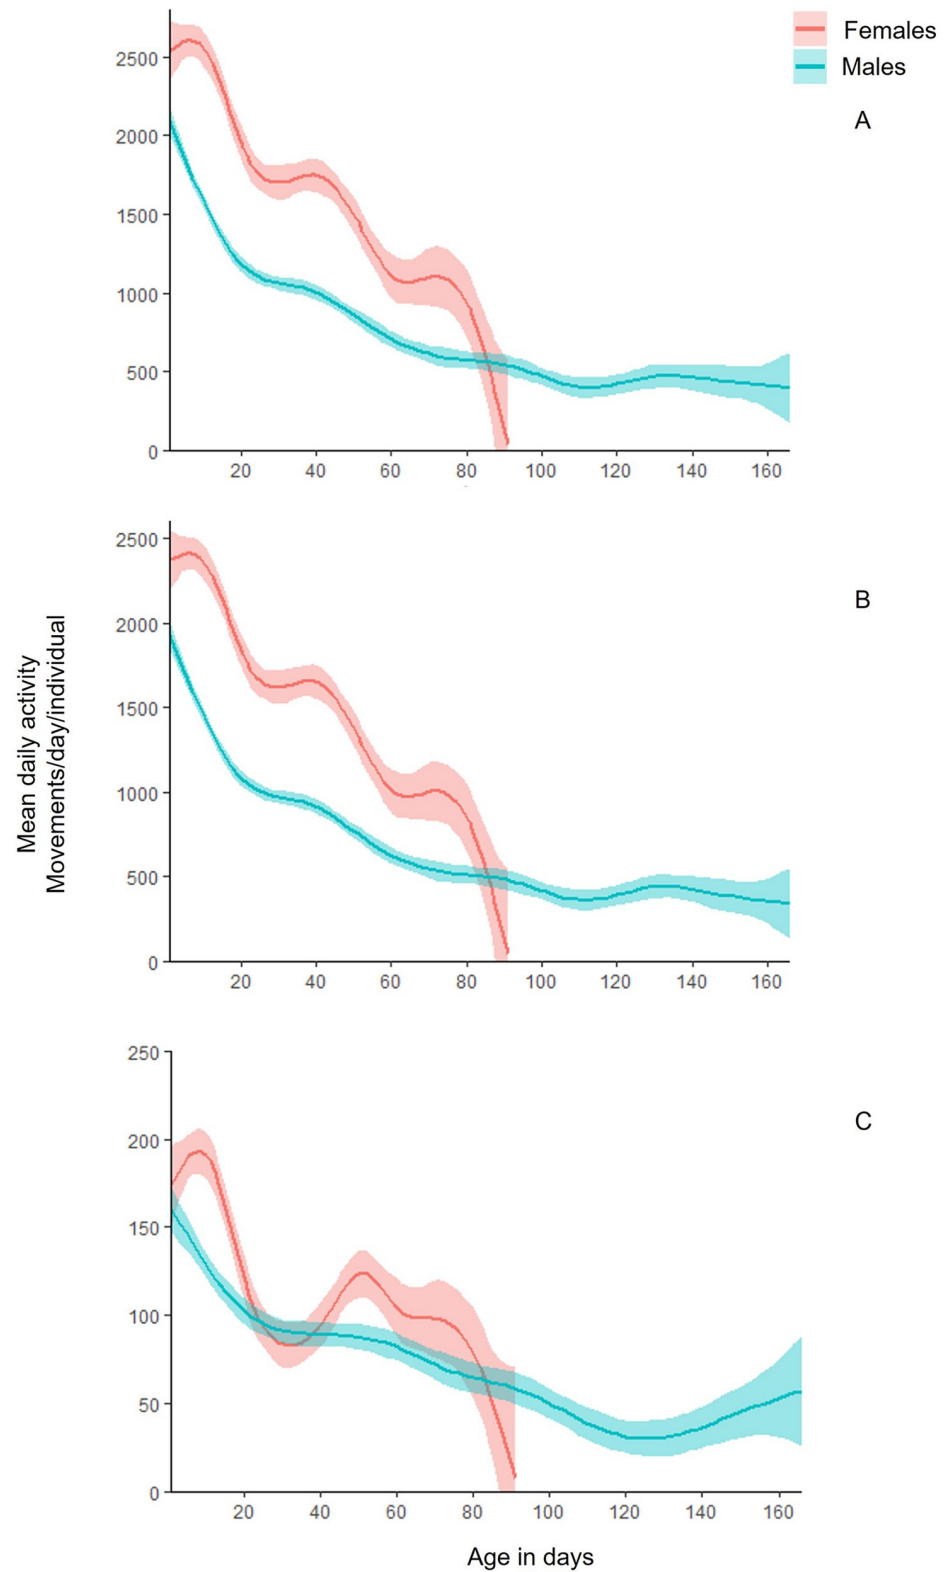 Females
Males
A
2500
2000
1500
1000
500
0
20 40 60 80 100 120 140 160
B
2500
2000
1500
1000
500
0
20 40 60 80 100 120 140 160
Mean daily activity
Movements/day/individual
C
250
200
150
100
50
0
20 40 60 80 100 120 140 160
Age in days